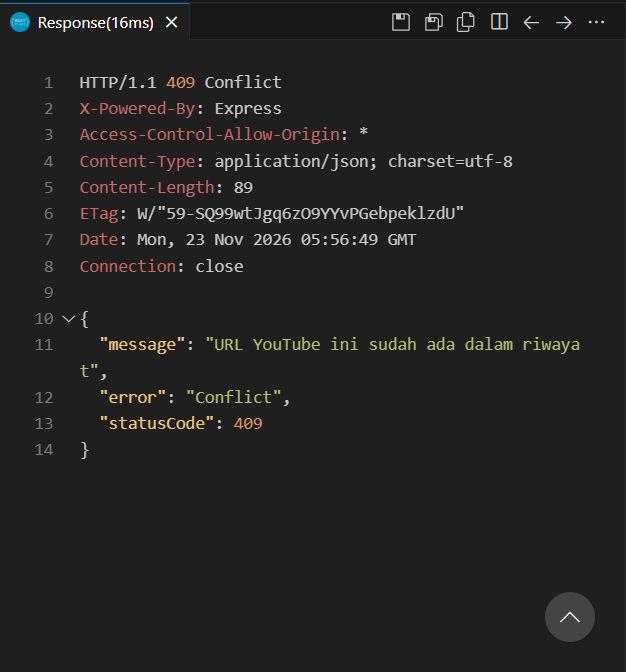 Response(16ms)
1 HTTP/1.1 409 Conflict
2 X-Powered-By: Express
3 Access-Control-Allow-Origin: *
4 Content-Type: application/json; charset=utf-8
5 Content-Length: 89
6 ETag: W/"59-SQ99wtJgq6zO9YYvPGebpeklzdU"
7 Date: Mon, 23 Nov 2026 05:56:49 GMT
8 Connection: close
9
10 {
11 "message": "URL YouTube ini sudah ada dalam riwaya
t",
12 "error": "Conflict",
13 "statusCode": 409
14 }